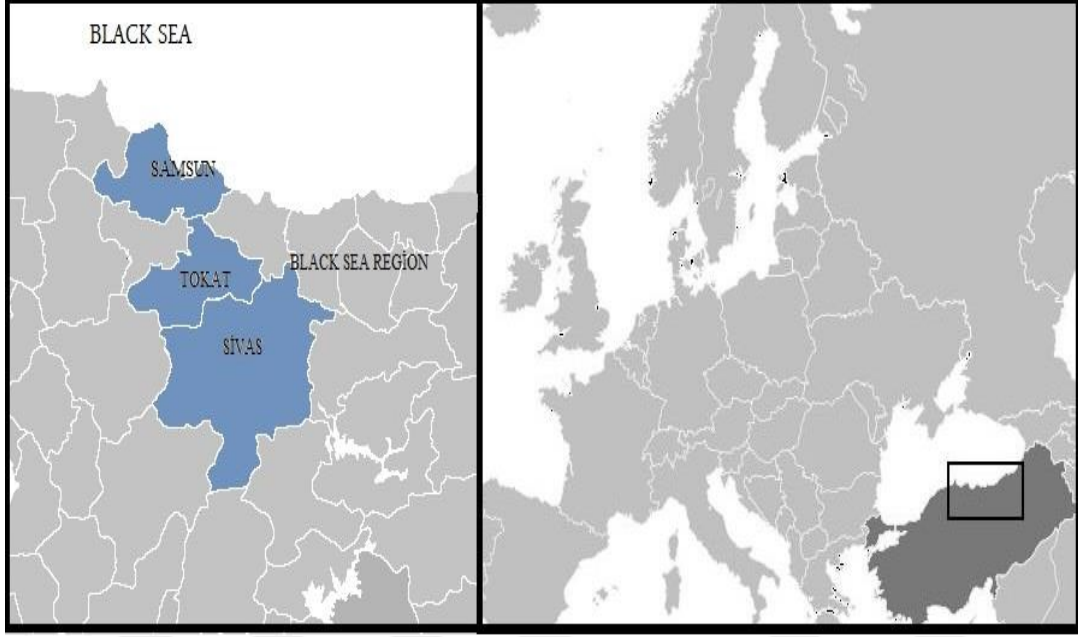 BLACK SEA
SAMSUN
BLACK SEA REGİON
TOKAT
SİVAS